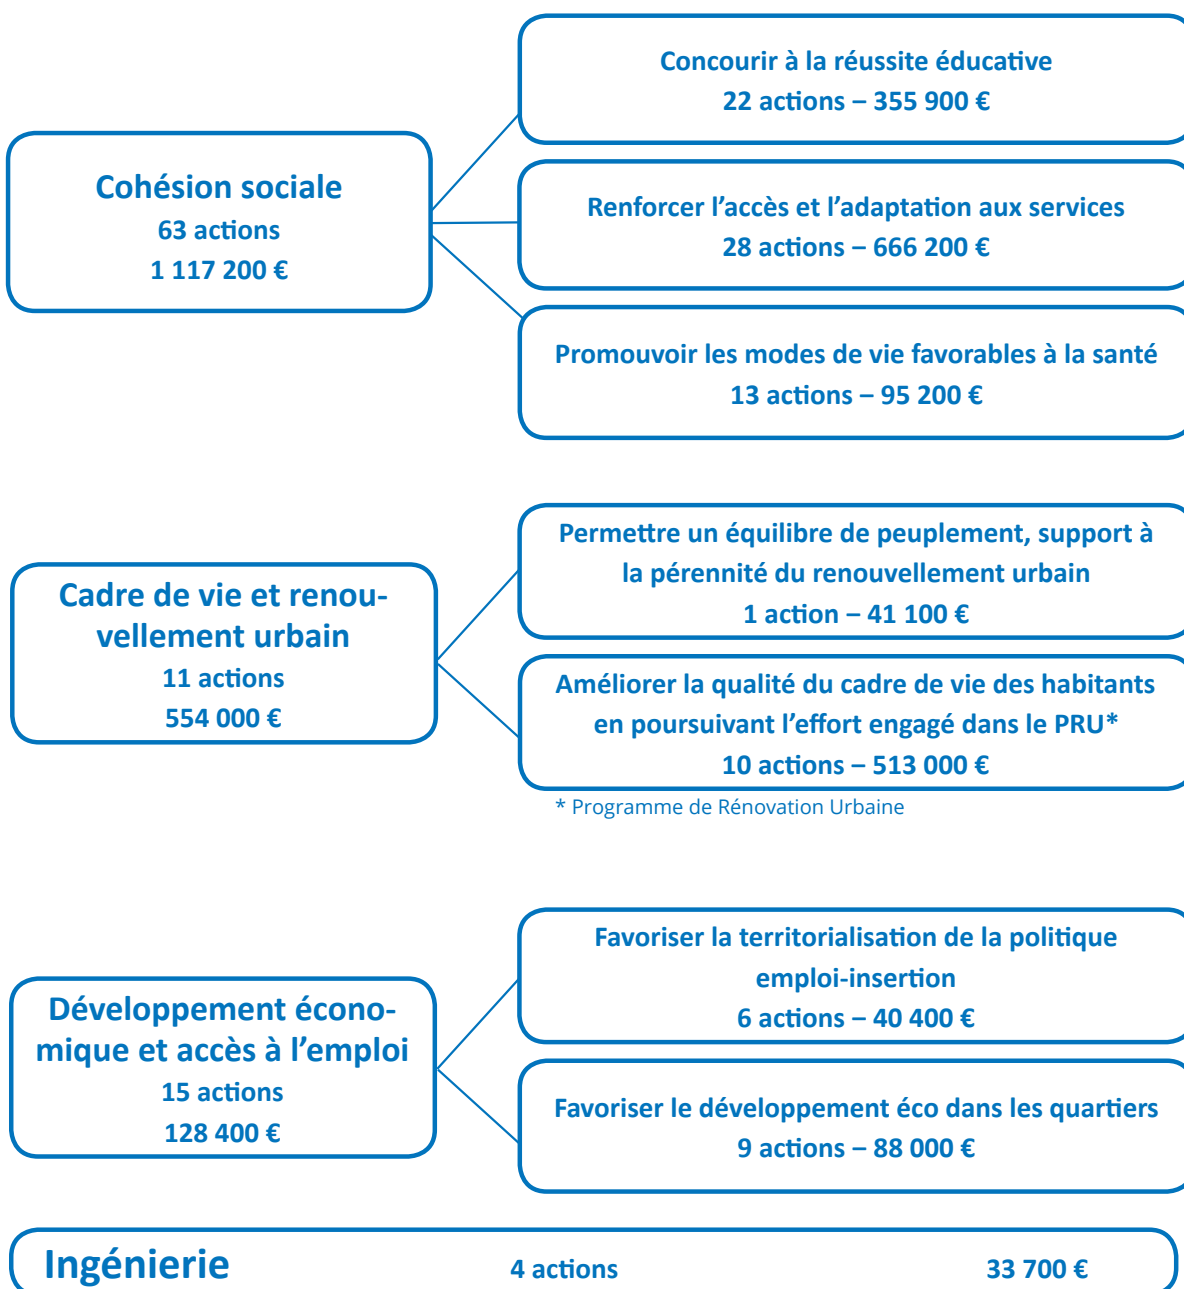 Concourir à la réussite éducative
22 actions – 355 900 €
Cohésion sociale
63 actions
1 117 200 €
Renforcer l’accès et l’adaptation aux services
28 actions – 666 200 €
Promouvoir les modes de vie favorables à la santé
13 actions – 95 200 €
Cadre de vie et renou-
vellement urbain
11 actions
554 000 €
Permettre un équilibre de peuplement, support à
la pérennité du renouvellement urbain
1 action – 41 100 €
Améliorer la qualité du cadre de vie des habitants
en poursuivant l’effort engagé dans le PRU*
10 actions – 513 000 €
* Programme de Rénovation Urbaine
Développement écono-
mique et accès à l’emploi
15 actions
128 400 €
Favoriser la territorialisation de la politique
emploi-insertion
6 actions – 40 400 €
Favoriser le développement éco dans les quartiers
9 actions – 88 000 €
Ingénierie 4 actions 33 700 €